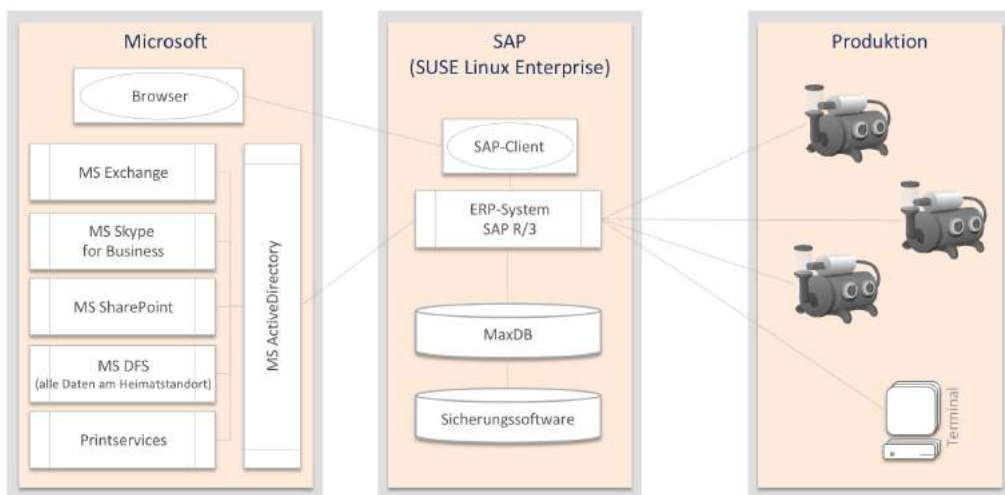 Microsoft
Browser
MS Exchange
MS Skype
for Business
MS SharePoint
MS DFS
(alle Daten am Heimatstandort)
Printservices
MS ActiveDirectory
SAP
(SUSE Linux Enterprise)
SAP-Client
ERP-System
SAP R/3
MaxDB
Sicherungssoftware
Produktion
Terminal